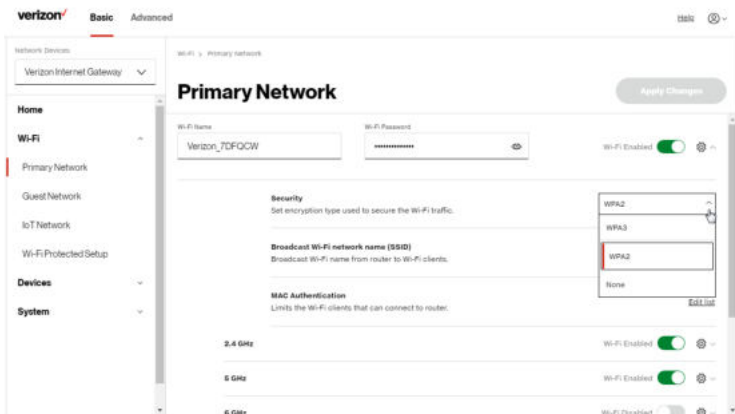 verizon✓
Basic
Advanced
Help
Network Devices
Verizon Internet Gateway
Home
Wi-Fi
Primary Network
Guest Network
IoT Network
Wi-Fi Protected Setup
Devices
System
Wi-Fi > Primary network
Primary Network
Apply Changes
Wi-Fi Name
Verizon_7DFQCW
Wi-Fi Password
••••••••••••••
Wi-Fi Enabled
Security
Set encryption type used to secure the Wi-Fi traffic.
WPA2
WPA3
WPA2
None
Broadcast Wi-Fi network name (SSID)
Broadcast Wi-Fi name from router to Wi-Fi clients.
MAC Authentication
Limits the Wi-Fi clients that can connect to router.
Edit list
2.4 GHz
Wi-Fi Enabled
5 GHz
Wi-Fi Enabled
6 GHz
Wi-Fi Disabled